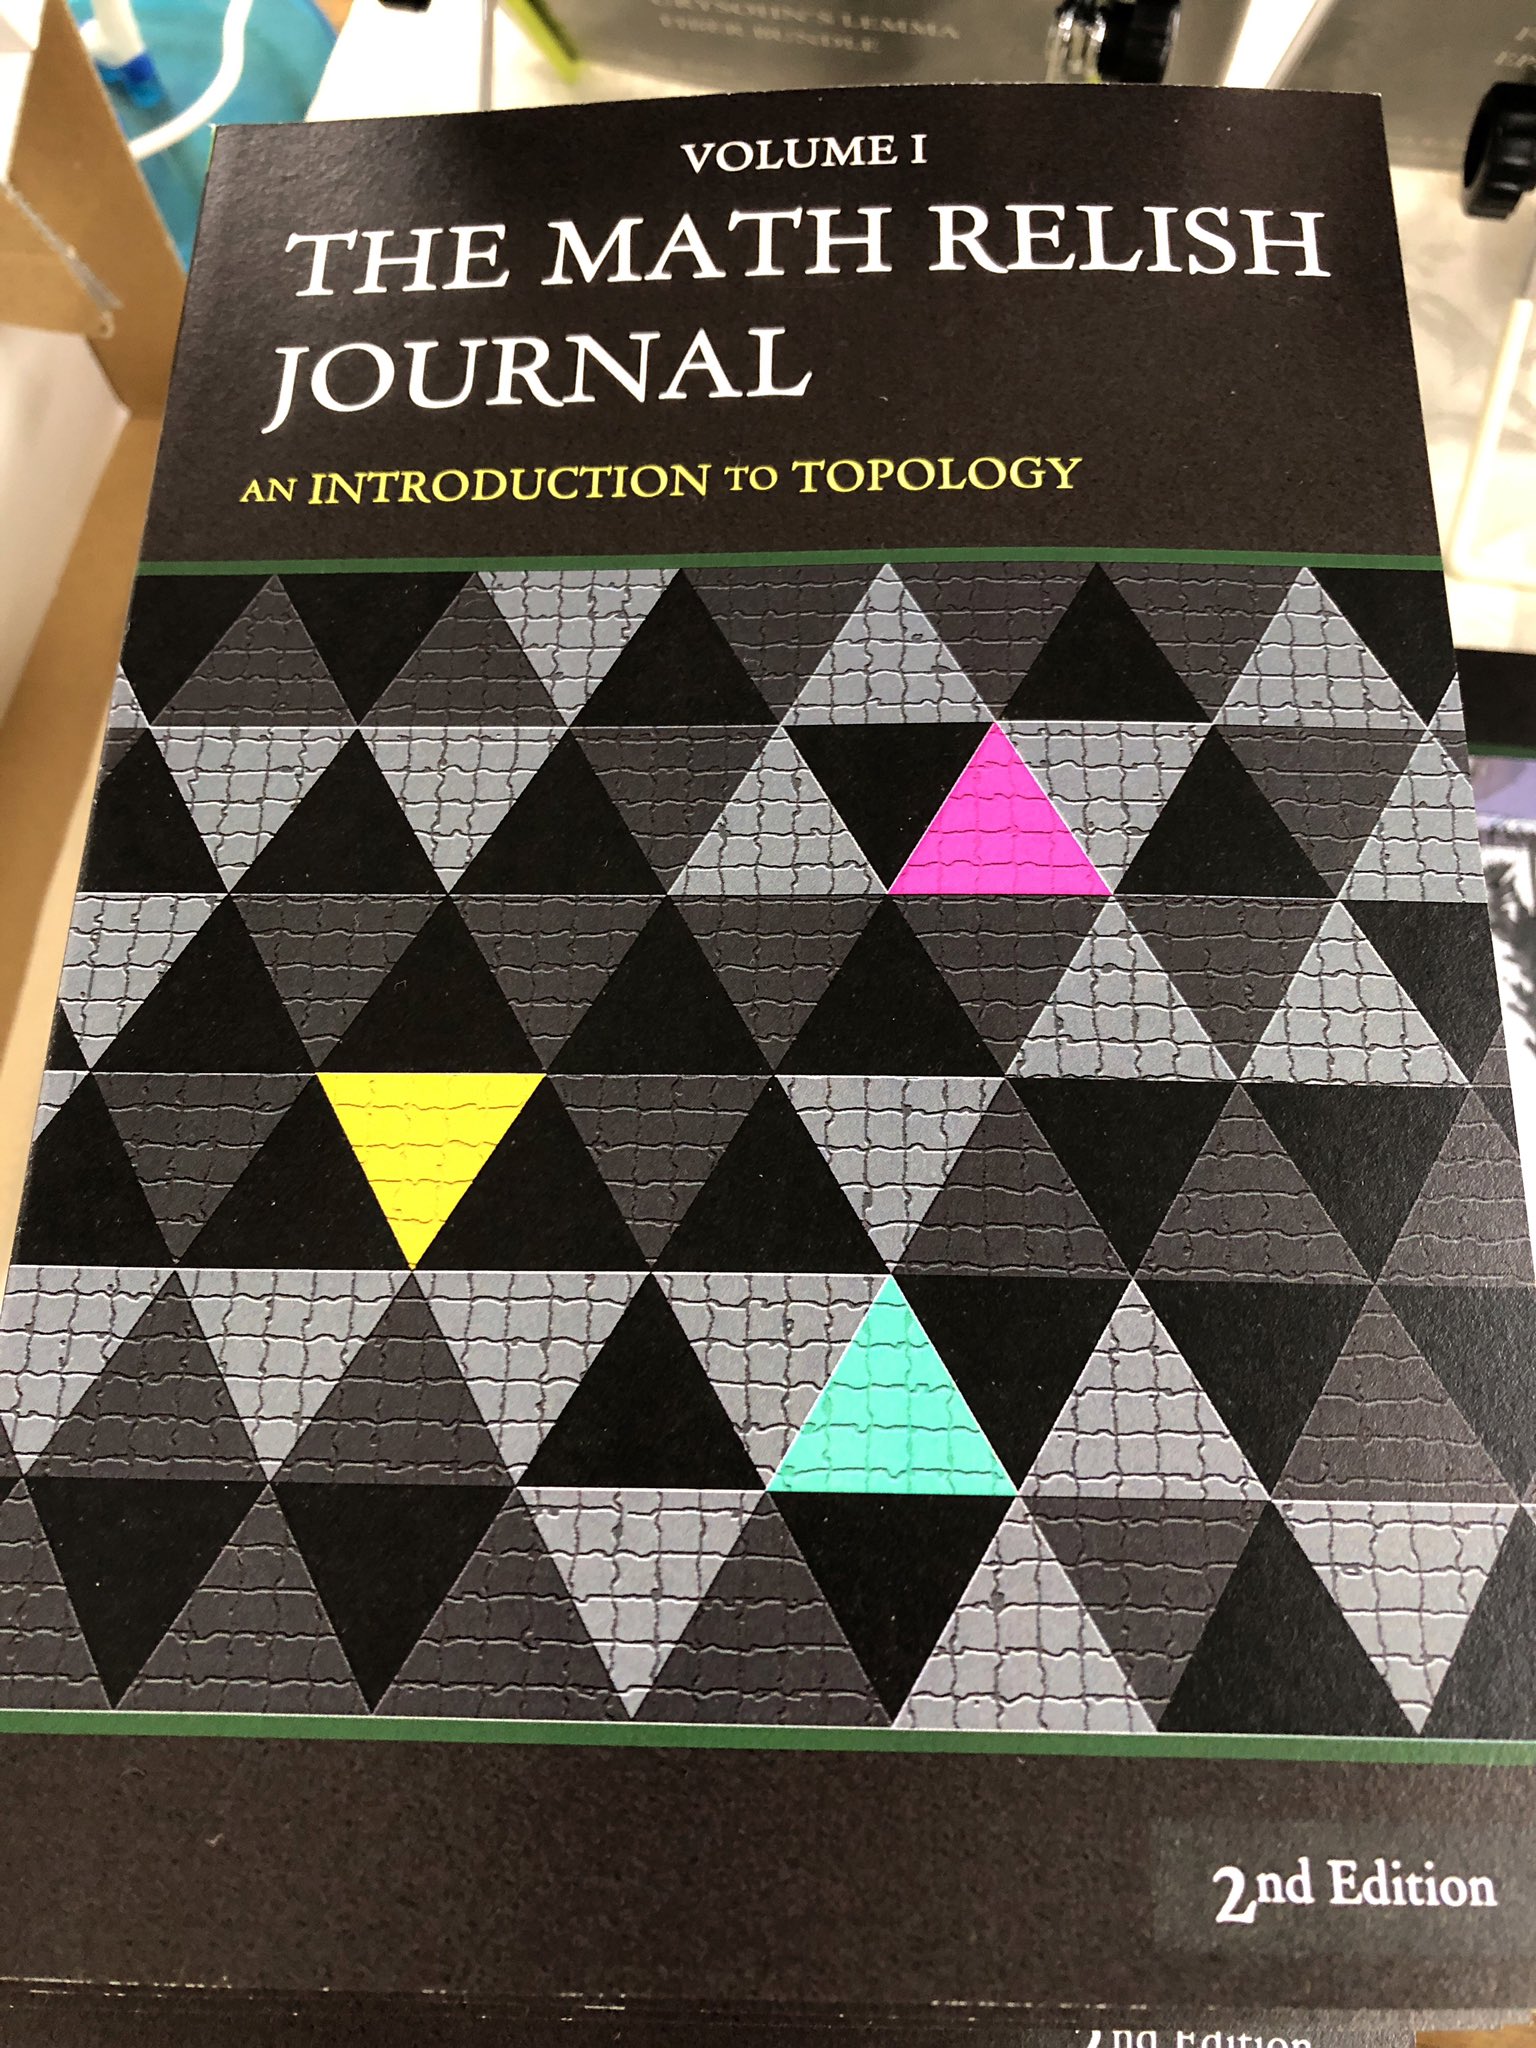 URYSOHN'S LEMMA
FIBER BUNDLE
VOLUME I
THE MATH RELISH
JOURNAL
AN INTRODUCTION TO TOPOLOGY
2nd Edition
2nd Edition